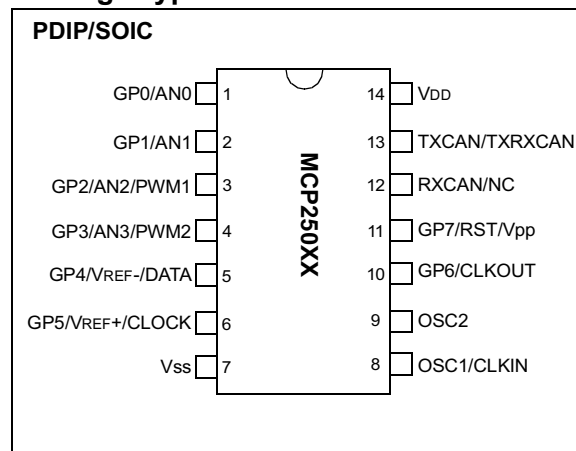 PDIP/SOIC
GP0/AN0 1 14 VDD
GP1/AN1 2 13 TXCAN/TXRXCAN
GP2/AN2/PWM1 3 12 RXCAN/NC
GP3/AN3/PWM2 4 11 GP7/RST/Vpp
GP4/VREF-/DATA 5 10 GP6/CLKOUT
GP5/VREF+/CLOCK 6 9 OSC2
Vss 7 8 OSC1/CLKIN
MCP250XX